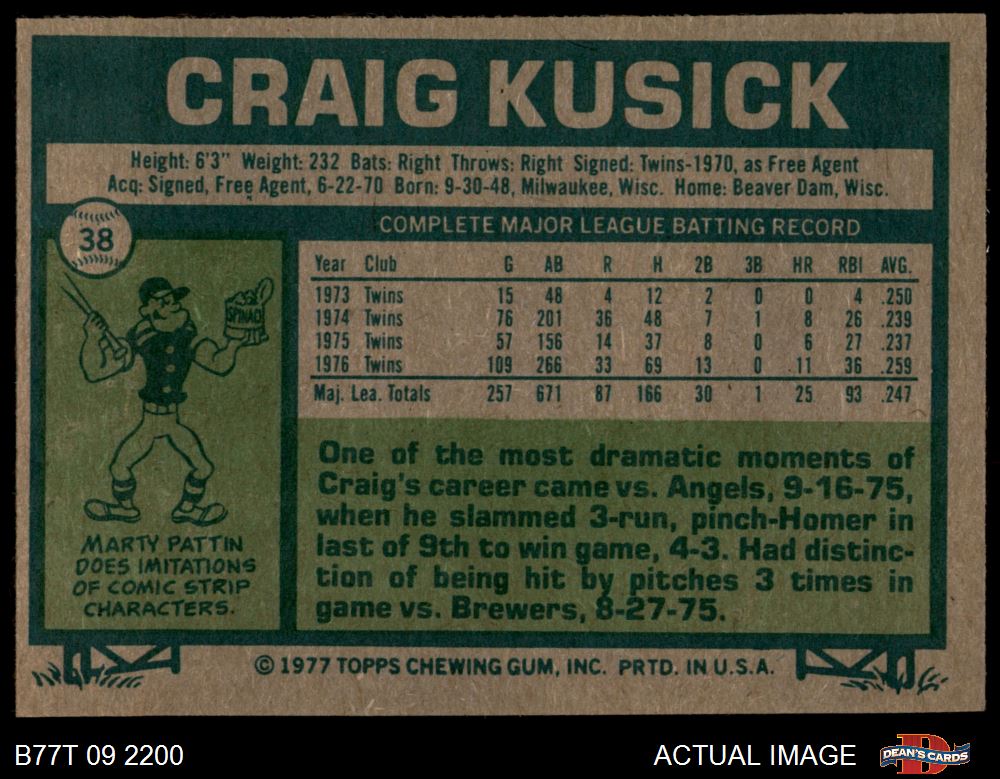 CRAIG KUSICK
Height: 6'3" Weight: 232 Bats: Right Throws: Right Signed: Twins-1970, as Free Agent
Acq: Signed, Free Agent, 6-22-70 Born: 9-30-48, Milwaukee, Wisc. Home: Beaver Dam, Wisc.
38
COMPLETE MAJOR LEAGUE BATTING RECORD
Year Club G AB R H 2B 3B HR RBI AVG.
1973 Twins 15 48 4 12 2 0 0 4 .250
1974 Twins 76 201 36 48 7 1 8 26 .239
1975 Twins 57 156 14 37 8 0 6 27 .237
1976 Twins 109 266 33 69 13 0 11 36 .259
Maj. Lea. Totals 257 671 87 166 30 1 25 93 .247
SPINACH
MARTY PATTIN
DOES IMITATIONS
OF COMIC STRIP
CHARACTERS.
One of the most dramatic moments of
Craig's career came vs. Angels, 9-16-75,
when he slammed 3-run, pinch-Homer in
last of 9th to win game, 4-3. Had distinc-
tion of being hit by pitches 3 times in
game vs. Brewers, 8-27-75.
© 1977 TOPPS CHEWING GUM, INC. PRTD. IN U.S.A.
B77T 09 2200
ACTUAL IMAGE
DEAN'S CARDS